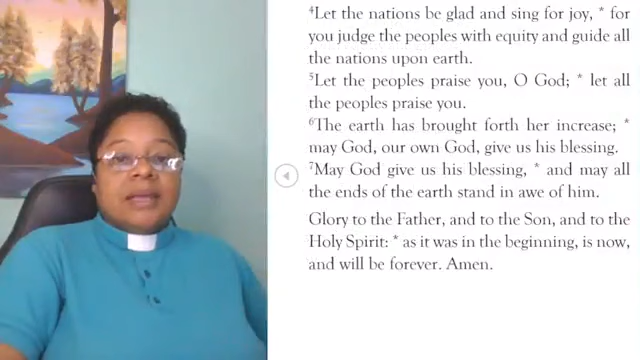 ⁴Let the nations be glad and sing for joy, * for
you judge the peoples with equity and guide all
the nations upon earth.
⁵Let the peoples praise you, O God; * let all
the peoples praise you.
⁶The earth has brought forth her increase; *
may God, our own God, give us his blessing.
⁷May God give us his blessing, * and may all
the ends of the earth stand in awe of him.
Glory to the Father, and to the Son, and to the
Holy Spirit: * as it was in the beginning, is now,
and will be forever. Amen.